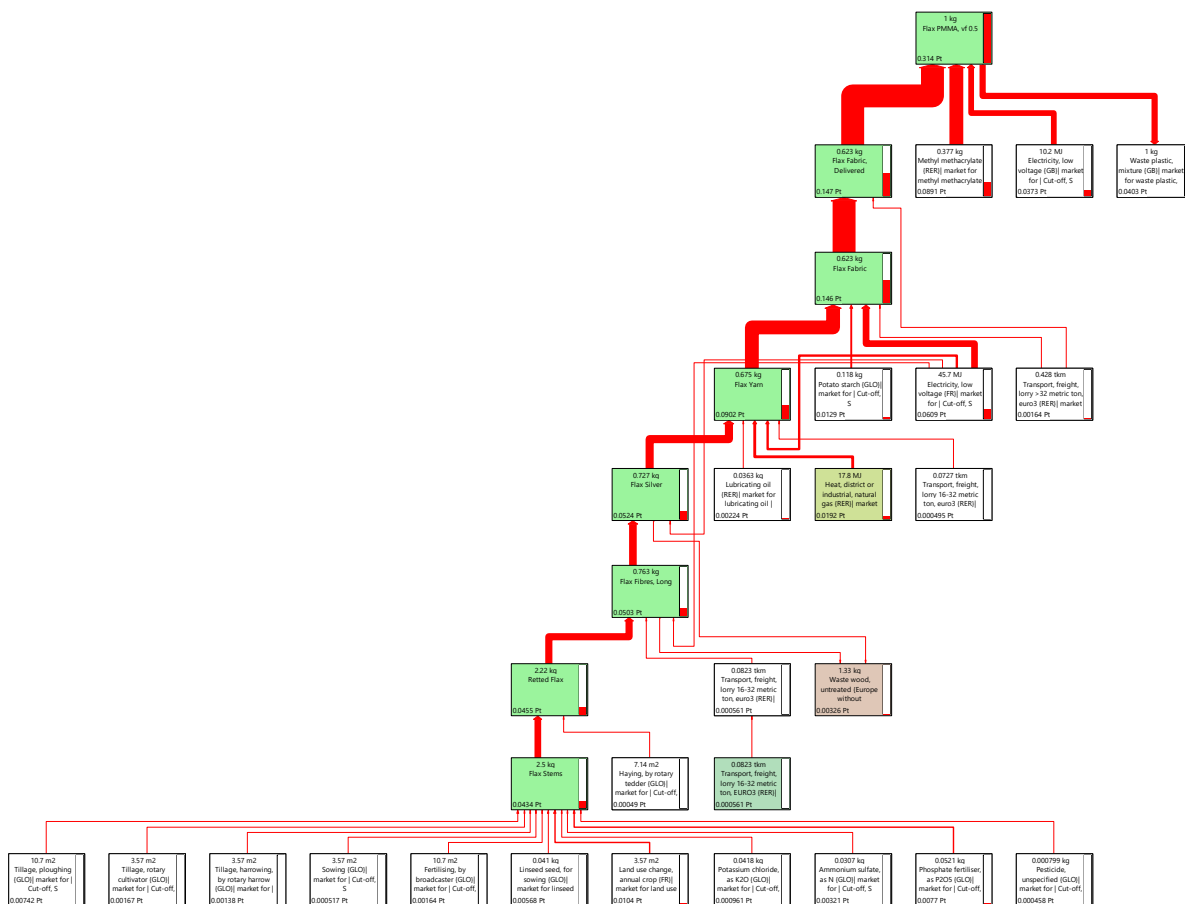 1 kg
Flax PMMA, vf 0.5
0.314 Pt
0.623 kg
Flax Fabric,
Delivered
0.147 Pt
0.377 kg
Methyl methacrylate
(RER)| market for
methyl methacrylate
0.0891 Pt
10.2 MJ
Electricity, low
voltage (GB)| market
for | Cut-off, S
0.0373 Pt
1 kg
Waste plastic,
mixture (GB)| market
for waste plastic,
0.0403 Pt
0.623 kg
Flax Fabric
0.146 Pt
0.675 kg
Flax Yarn
0.0902 Pt
0.118 kg
Potato starch (GLO)|
market for | Cut-off,
S
0.0129 Pt
45.7 MJ
Electricity, low
voltage (FR)| market
for | Cut-off, S
0.0609 Pt
0.428 tkm
Transport, freight,
lorry >32 metric ton,
euro3 (RER)| market
0.00164 Pt
0.727 kg
Flax Silver
0.0524 Pt
0.0363 kg
Lubricating oil
(RER)| market for
lubricating oil |
0.00224 Pt
17.8 MJ
Heat, district or
industrial, natural
gas (RER)| market
0.0192 Pt
0.0727 tkm
Transport, freight,
lorry 16-32 metric
ton, euro3 (RER)|
0.000495 Pt
0.763 kg
Flax Fibres, Long
0.0503 Pt
2.22 kg
Retted Flax
0.0455 Pt
0.0823 tkm
Transport, freight,
lorry 16-32 metric
ton, euro3 (RER)|
0.000561 Pt
1.33 kg
Waste wood,
untreated (Europe
without
0.00326 Pt
2.5 kg
Flax Stems
0.0434 Pt
7.14 m2
Haying, by rotary
tedder (GLO)|
market for | Cut-off,
0.00049 Pt
0.0823 tkm
Transport, freight,
lorry 16-32 metric
ton, EURO3 (RER)|
0.000561 Pt
10.7 m2
Tillage, ploughing
(GLO)| market for |
Cut-off, S
0.00742 Pt
3.57 m2
Tillage, rotary
cultivator (GLO)|
market for | Cut-off,
0.00167 Pt
3.57 m2
Tillage, harrowing,
by rotary harrow
(GLO)| market for |
0.00138 Pt
3.57 m2
Sowing (GLO)|
market for | Cut-off,
S
0.000517 Pt
10.7 m2
Fertilising, by
broadcaster (GLO)|
market for | Cut-off,
0.00164 Pt
0.041 kg
Linseed seed, for
sowing (GLO)|
market for linseed
0.00568 Pt
3.57 m2
Land use change,
annual crop (FR)|
market for land use
0.0104 Pt
0.0418 kg
Potassium chloride,
as K2O (GLO)|
market for | Cut-off,
0.000961 Pt
0.0307 kg
Ammonium sulfate,
as N (GLO)| market
for | Cut-off, S
0.00321 Pt
0.0521 kg
Phosphate fertiliser,
as P2O5 (GLO)|
market for | Cut-off,
0.0077 Pt
0.000799 kg
Pesticide,
unspecified (GLO)|
market for | Cut-off,
0.000458 Pt